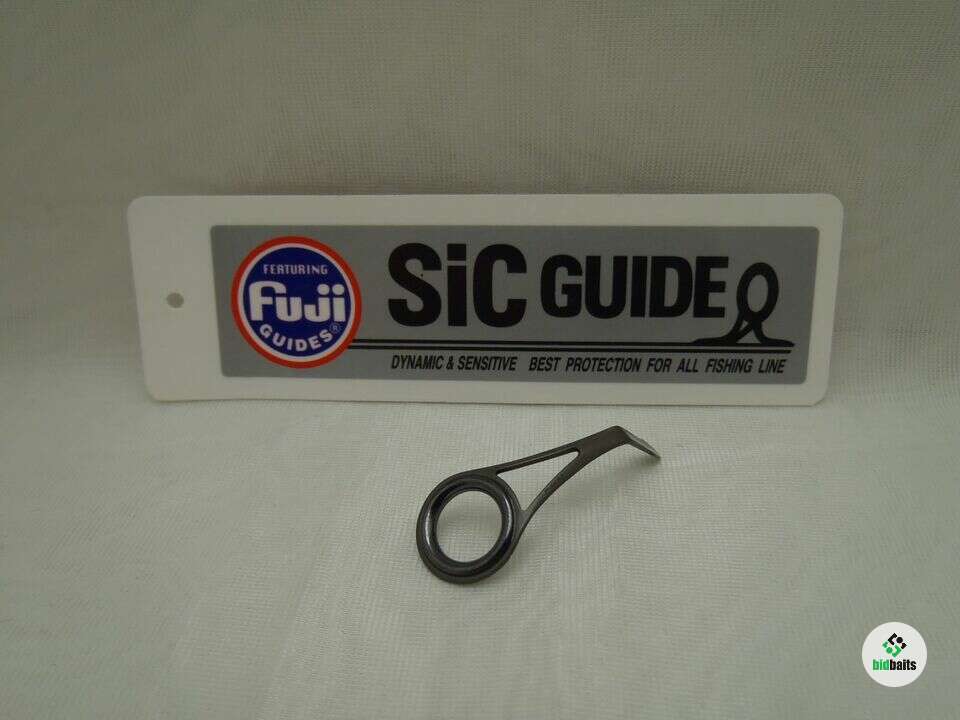 FEATURING
Fuji
GUIDES®
SiC GUIDE
DYNAMIC & SENSITIVE BEST PROTECTION FOR ALL FISHING LINE
bidbaits